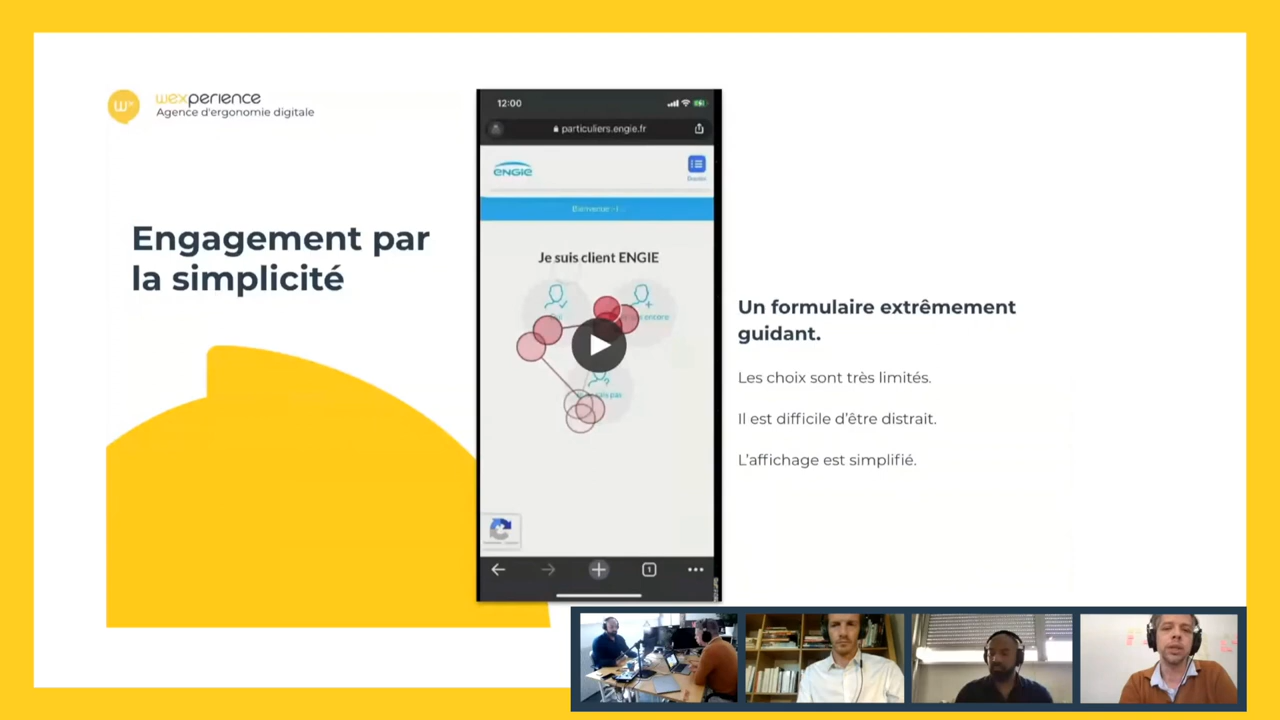 wexperience
Agence d'ergonomie digitale
Engagement par
la simplicité
12:00
particuliers.engie.fr
ENGIE
Je suis client ENGIE
Un formulaire extrêmement
guidant.
Les choix sont très limités.
Il est difficile d'être distrait.
L'affichage est simplifié.